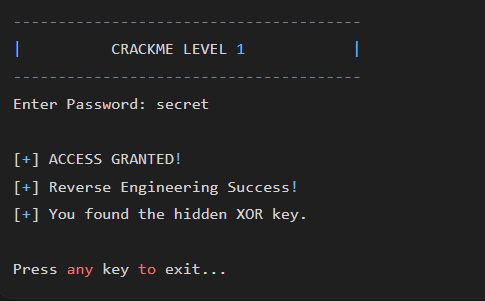 ---------------------------------------
|          CRACKME LEVEL 1            |
---------------------------------------
Enter Password: secret
[+] ACCESS GRANTED!
[+] Reverse Engineering Success!
[+] You found the hidden XOR key.
Press any key to exit...